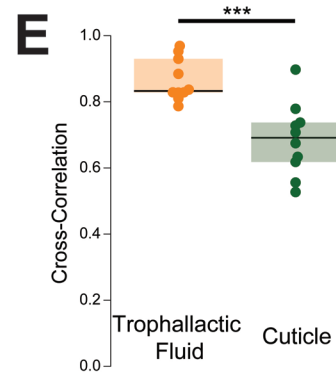 E
***
1.0
0.8
0.6
0.4
0.2
0.0
Cross-Correlation
Trophallactic
Fluid
Cuticle